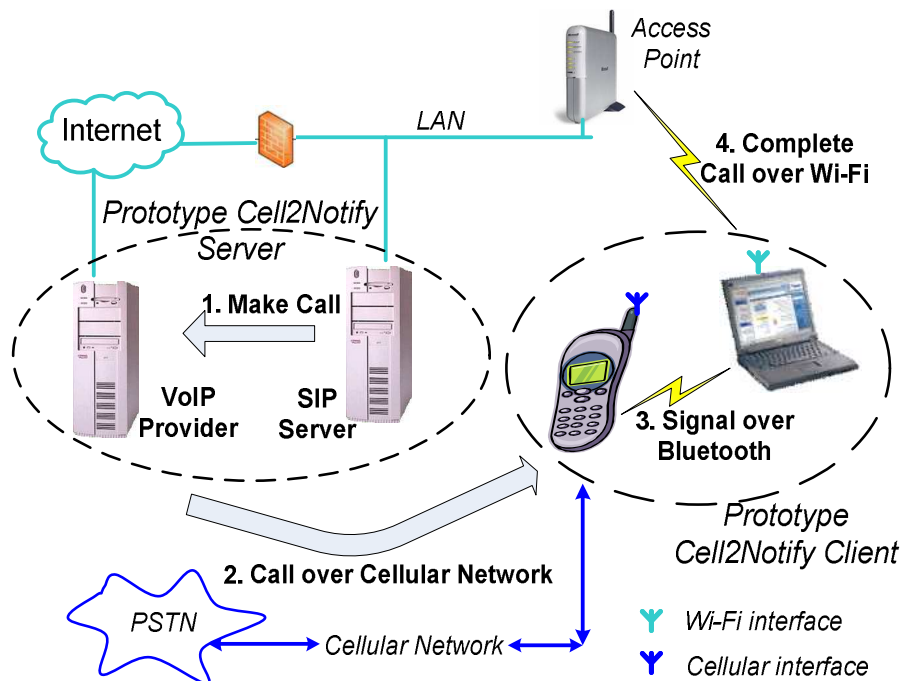 Access
Point
Internet
LAN
4. Complete
Call over Wi-Fi
Prototype Cell2Notify
Server
1. Make Call
VoIP
Provider
SIP
Server
3. Signal over
Bluetooth
Prototype
Cell2Notify Client
2. Call over Cellular Network
PSTN
Cellular Network
Wi-Fi interface
Cellular interface